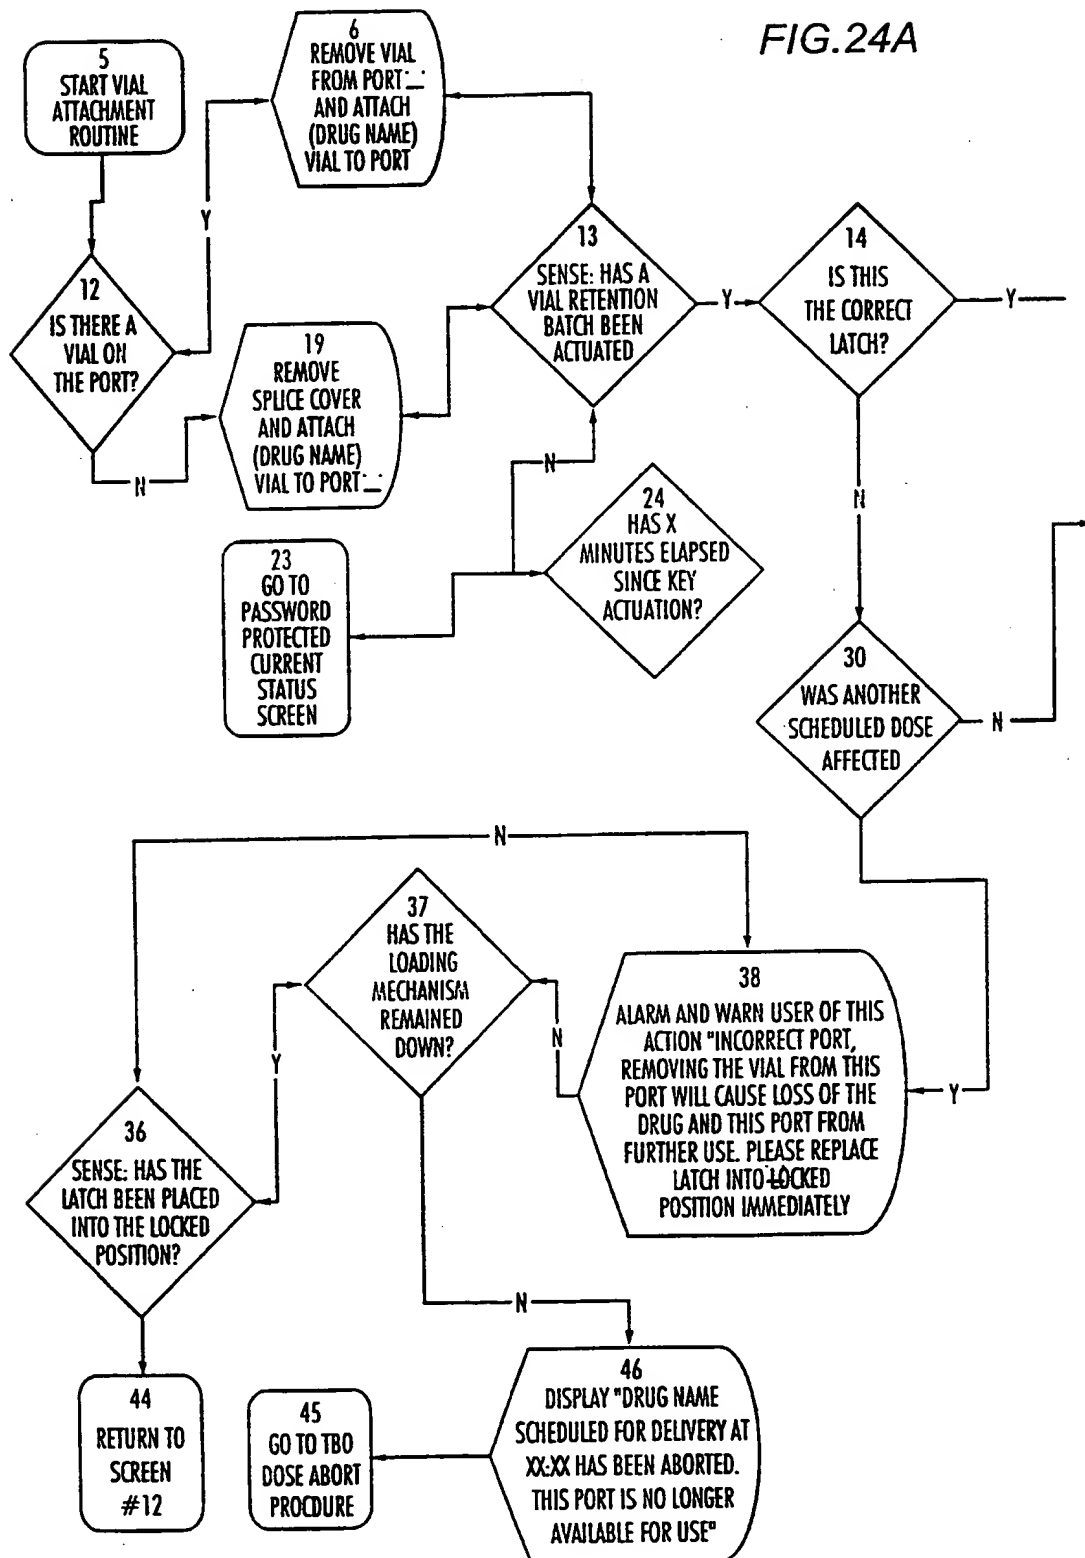 FIG.24A
5
START VIAL
ATTACHMENT
ROUTINE
6
REMOVE VIAL
FROM PORT:_:
AND ATTACH
(DRUG NAME)
VIAL TO PORT
Y
12
IS THERE A
VIAL ON
THE PORT?
N
19
REMOVE
SPLICE COVER
AND ATTACH
(DRUG NAME)
VIAL TO PORT:_:
13
SENSE: HAS A
VIAL RETENTION
BATCH BEEN
ACTUATED
Y
14
IS THIS
THE CORRECT
LATCH?
Y
N
N
23
GO TO
PASSWORD
PROTECTED
CURRENT
STATUS
SCREEN
24
HAS X
MINUTES ELAPSED
SINCE KEY
ACTUATION?
30
WAS ANOTHER
SCHEDULED DOSE
AFFECTED
N
Y
N
37
HAS THE
LOADING
MECHANISM
REMAINED
DOWN?
N
Y
38
ALARM AND WARN USER OF THIS
ACTION "INCORRECT PORT,
REMOVING THE VIAL FROM THIS
PORT WILL CAUSE LOSS OF THE
DRUG AND THIS PORT FROM
FURTHER USE. PLEASE REPLACE
LATCH INTO LOCKED
POSITION IMMEDIATELY
36
SENSE: HAS THE
LATCH BEEN PLACED
INTO THE LOCKED
POSITION?
N
44
RETURN TO
SCREEN
#12
45
GO TO TBO
DOSE ABORT
PROCDURE
46
DISPLAY "DRUG NAME
SCHEDULED FOR DELIVERY AT
XX:XX HAS BEEN ABORTED.
THIS PORT IS NO LONGER
AVAILABLE FOR USE"